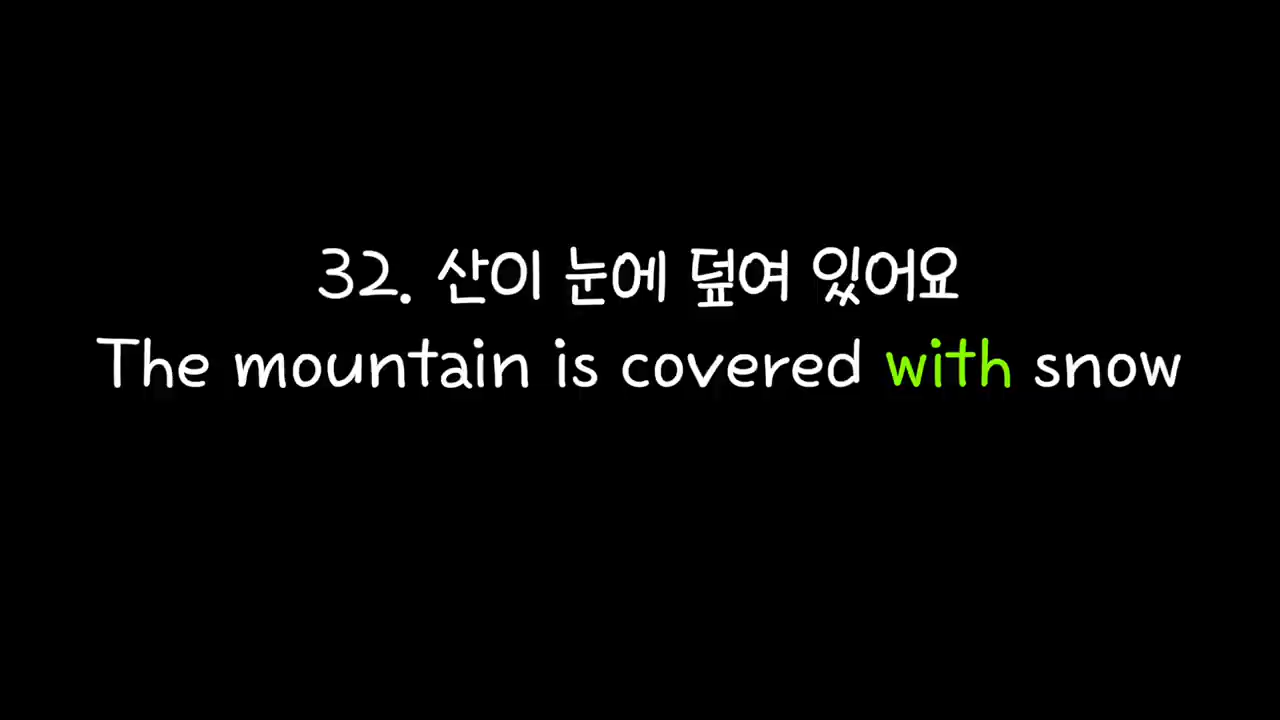 32. 산이 눈에 덮여 있어요
The mountain is covered with snow